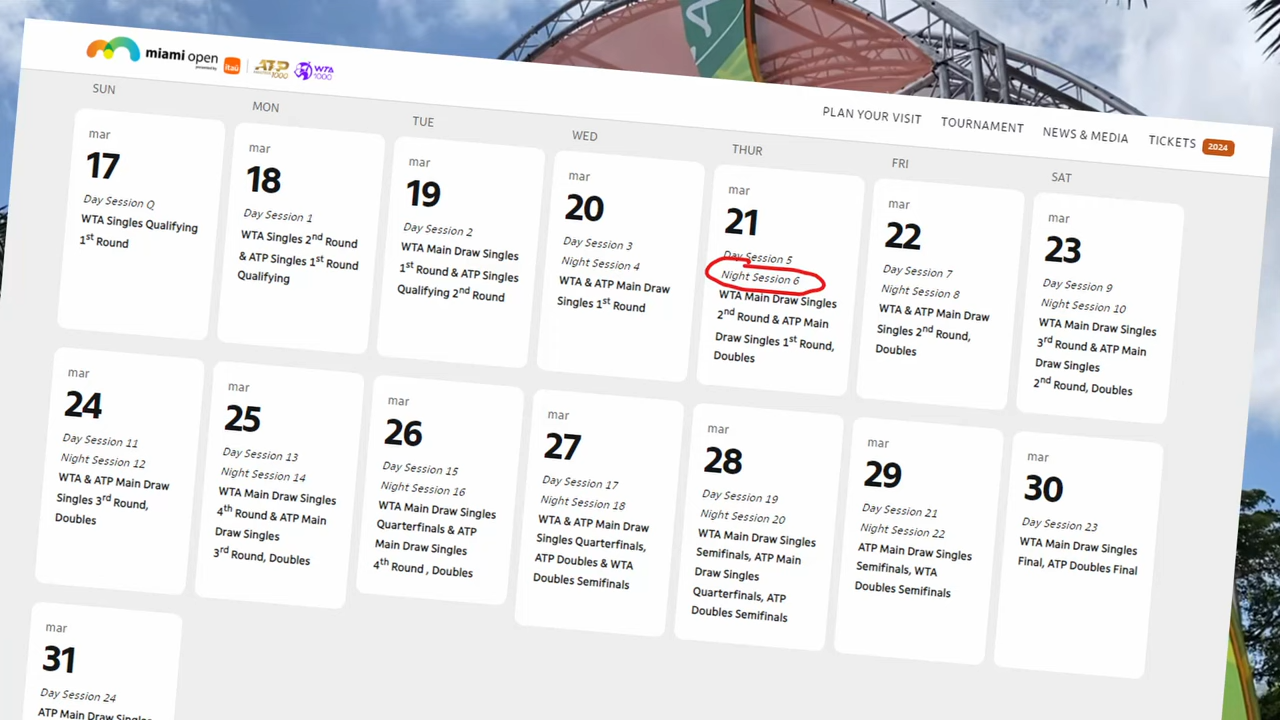 miami open
presented by
itaú
ATP
1000
WTA
1000
PLAN YOUR VISIT
TOURNAMENT
NEWS & MEDIA
TICKETS
2024
SUN
MON
TUE
WED
THUR
FRI
SAT
mar
17
Day Session Q
WTA Singles Qualifying
1st Round
mar
18
Day Session 1
WTA Singles 2nd Round
& ATP Singles 1st Round
Qualifying
mar
19
Day Session 2
WTA Main Draw Singles
1st Round & ATP Singles
Qualifying 2nd Round
mar
20
Day Session 3
Night Session 4
WTA & ATP Main Draw
Singles 1st Round
mar
21
Day Session 5
Night Session 6
WTA Main Draw Singles
2nd Round & ATP Main
Draw Singles 1st Round,
Doubles
mar
22
Day Session 7
Night Session 8
WTA & ATP Main Draw
Singles 2nd Round,
Doubles
mar
23
Day Session 9
Night Session 10
WTA Main Draw Singles
3rd Round & ATP Main
Draw Singles
2nd Round, Doubles
mar
24
Day Session 11
Night Session 12
WTA & ATP Main Draw
Singles 3rd Round,
Doubles
mar
25
Day Session 13
Night Session 14
WTA Main Draw Singles
4th Round & ATP Main
Draw Singles
3rd Round, Doubles
mar
26
Day Session 15
Night Session 16
WTA Main Draw Singles
Quarterfinals & ATP
Main Draw Singles
4th Round , Doubles
mar
27
Day Session 17
Night Session 18
WTA & ATP Main Draw
Singles Quarterfinals,
ATP Doubles & WTA
Doubles Semifinals
mar
28
Day Session 19
Night Session 20
WTA Main Draw Singles
Semifinals, ATP Main
Draw Singles
Quarterfinals, ATP
Doubles Semifinals
mar
29
Day Session 21
Night Session 22
ATP Main Draw Singles
Semifinals, WTA
Doubles Semifinals
mar
30
Day Session 23
WTA Main Draw Singles
Final, ATP Doubles Final
mar
31
Day Session 24
ATP Main Draw Singles